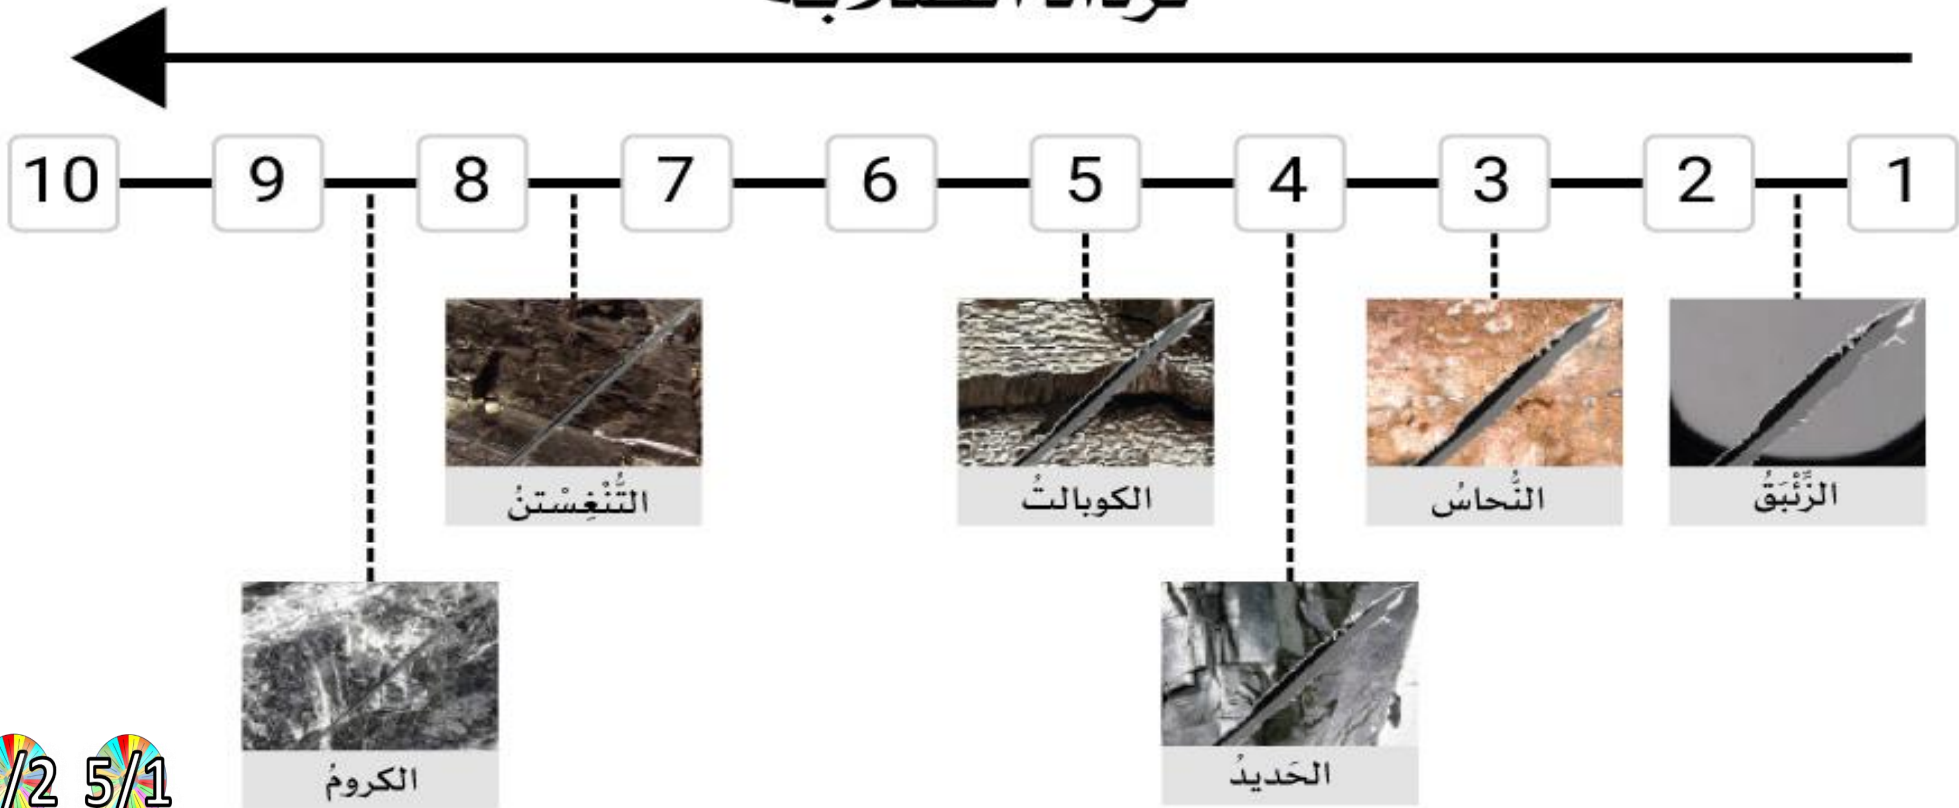 10 9 8 7 6 5 4 3 2 1
التُّنْغِسْتنُ الكوبالتُ النُّحاسُ الزِّئْبَقُ
الكرومُ الحَديدُ
/2 5/1